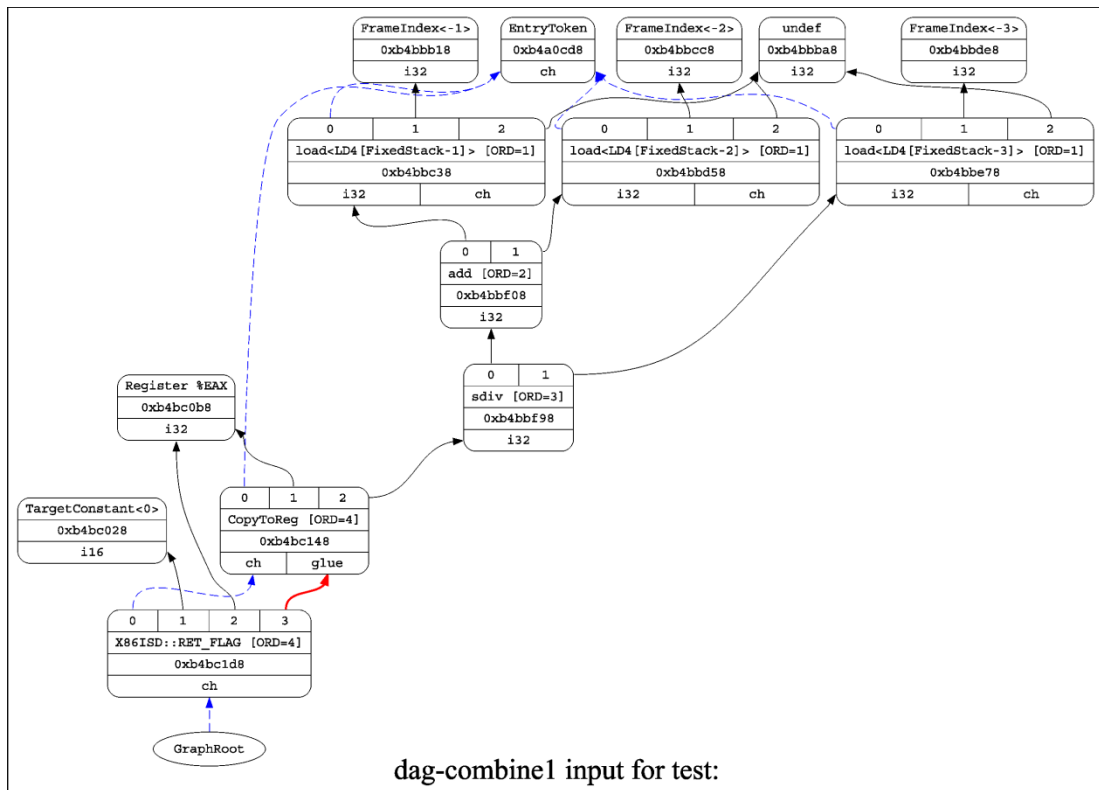 FrameIndex<-1>
0xb4bbb18
i32
EntryToken
0xb4a0cd8
ch
FrameIndex<-2>
0xb4bbcc8
i32
undef
0xb4bbba8
i32
FrameIndex<-3>
0xb4bbde8
i32
0 1 2
load<LD4[FixedStack-1]> [ORD=1]
0xb4bbc38
i32 ch
0 1 2
load<LD4[FixedStack-2]> [ORD=1]
0xb4bbd58
i32 ch
0 1 2
load<LD4[FixedStack-3]> [ORD=1]
0xb4bbe78
i32 ch
0 1
add [ORD=2]
0xb4bbf08
i32
0 1
sdiv [ORD=3]
0xb4bbf98
i32
Register %EAX
0xb4bc0b8
i32
0 1 2
CopyToReg [ORD=4]
0xb4bc148
ch glue
TargetConstant<0>
0xb4bc028
i16
0 1 2 3
X86ISD::RET_FLAG [ORD=4]
0xb4bc1d8
ch
GraphRoot
dag-combine1 input for test: